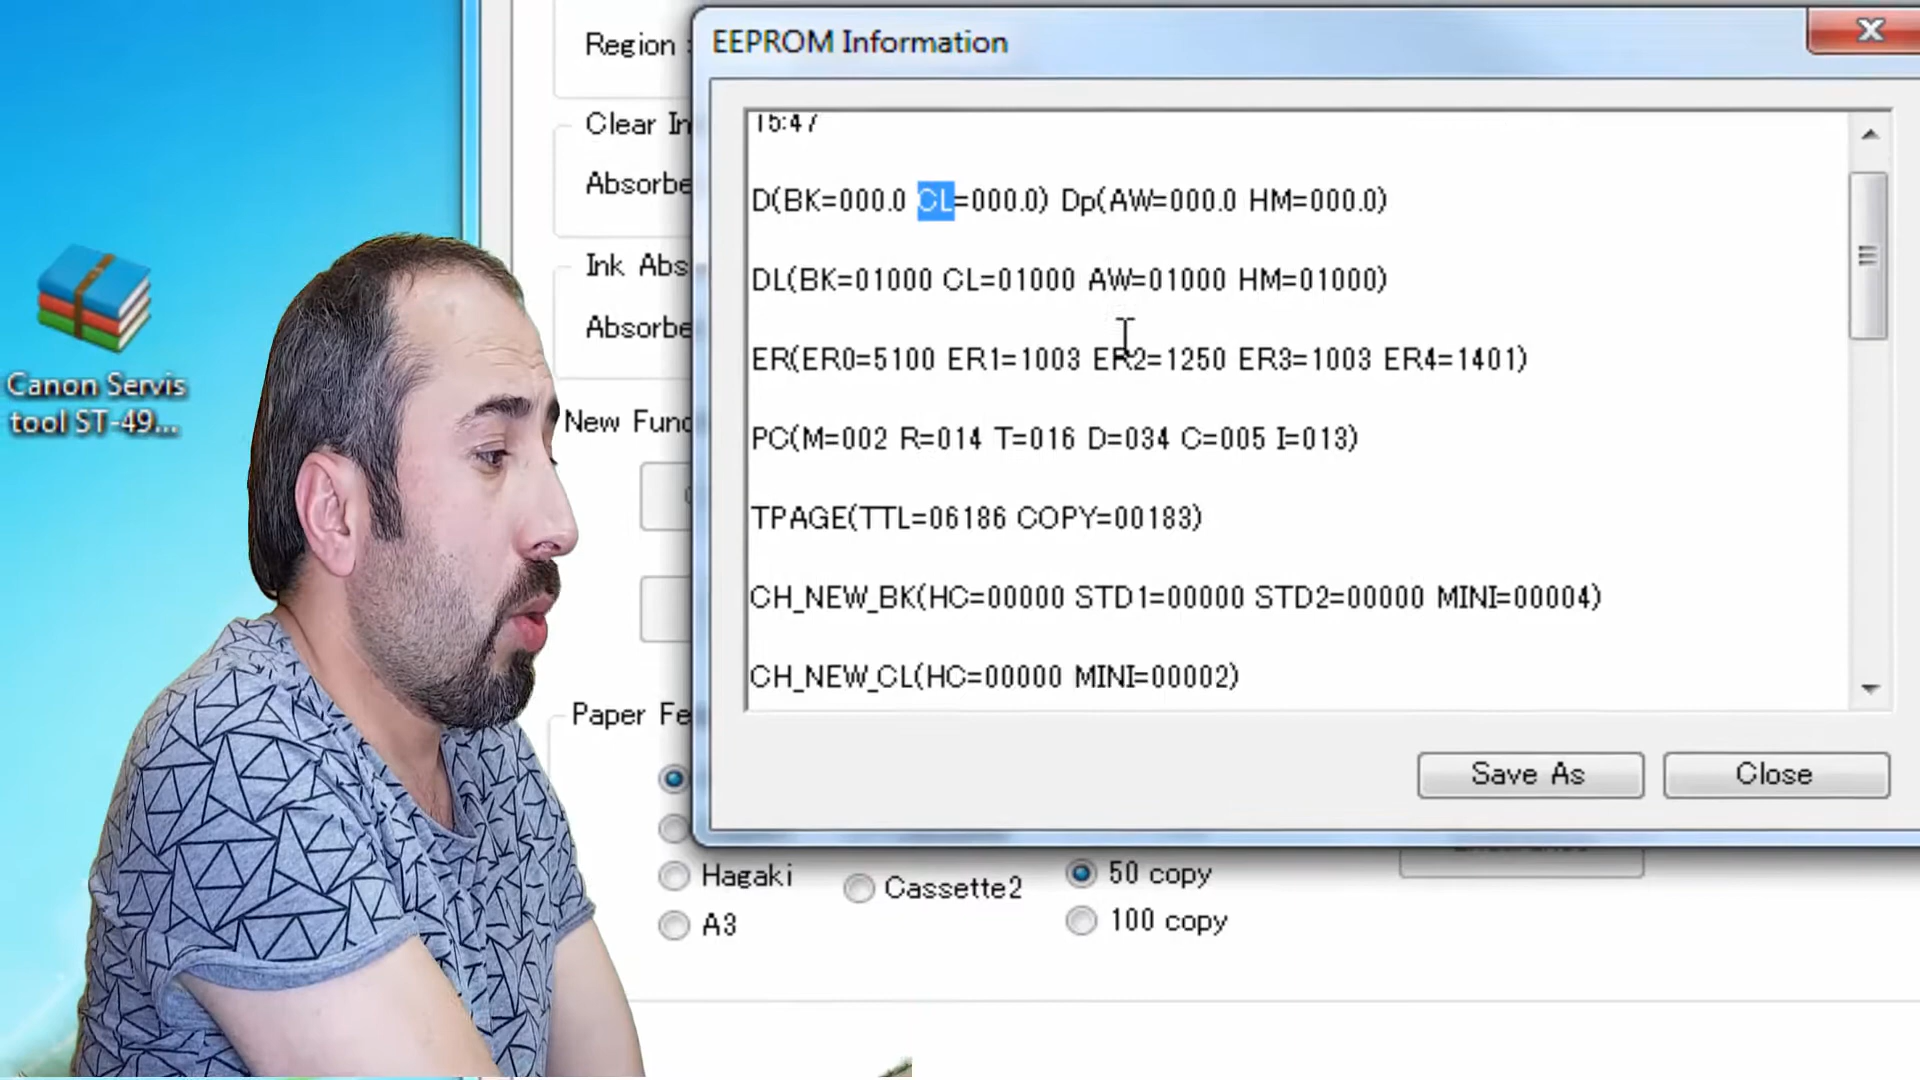 Region :
EEPROM Information
Clear In
15:47
Absorbe
D(BK=000.0 CL=000.0) Dp(AW=000.0 HM=000.0)
Ink Abs
DL(BK=01000 CL=01000 AW=01000 HM=01000)
Absorbe
ER(ER0=5100 ER1=1003 ER2=1250 ER3=1003 ER4=1401)
Canon Servis
tool ST-49...
New Func
PC(M=002 R=014 T=016 D=034 C=005 I=013)
TPAGE(TTL=06186 COPY=00183)
CH_NEW_BK(HC=00000 STD1=00000 STD2=00000 MINI=00004)
CH_NEW_CL(HC=00000 MINI=00002)
Paper Fe
Save As
Close
Hagaki
Cassette2
50 copy
A3
100 copy